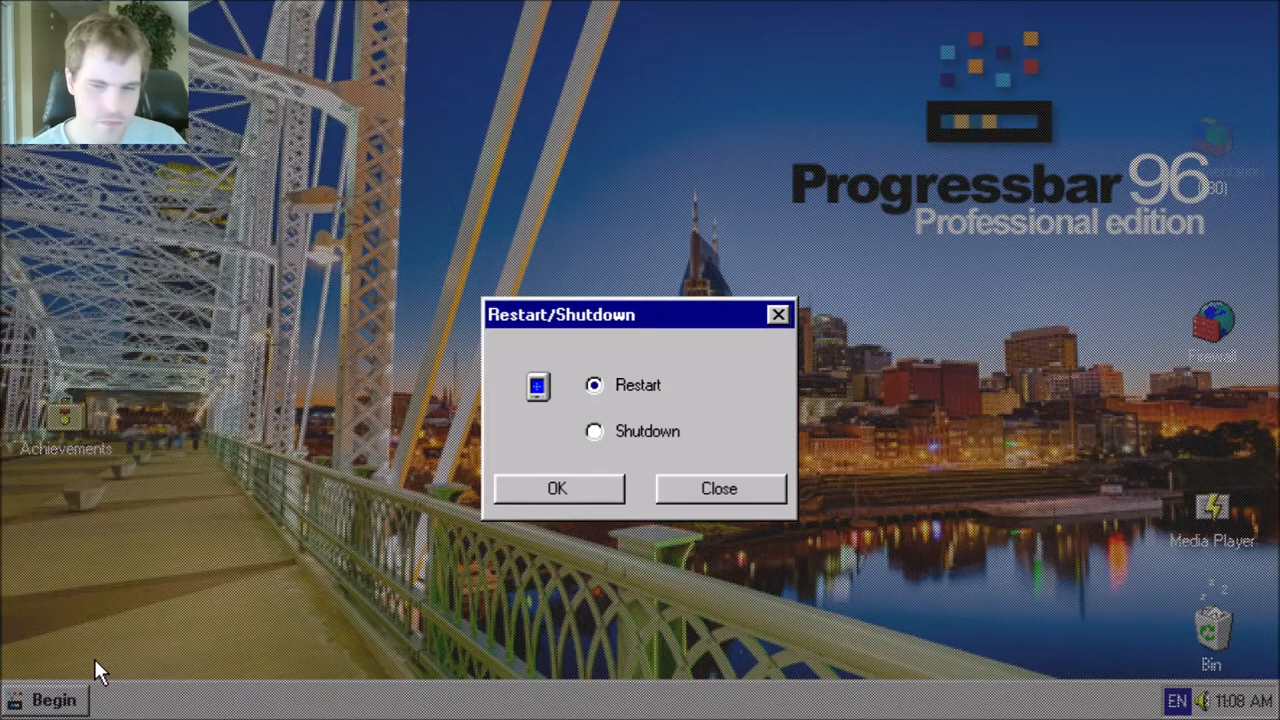 Progressbar 96
Professional edition
Restart/Shutdown
Restart
Shutdown
OK
Close
Firewall
Achievements
Media Player
Bin
Begin
EN
11:08 AM